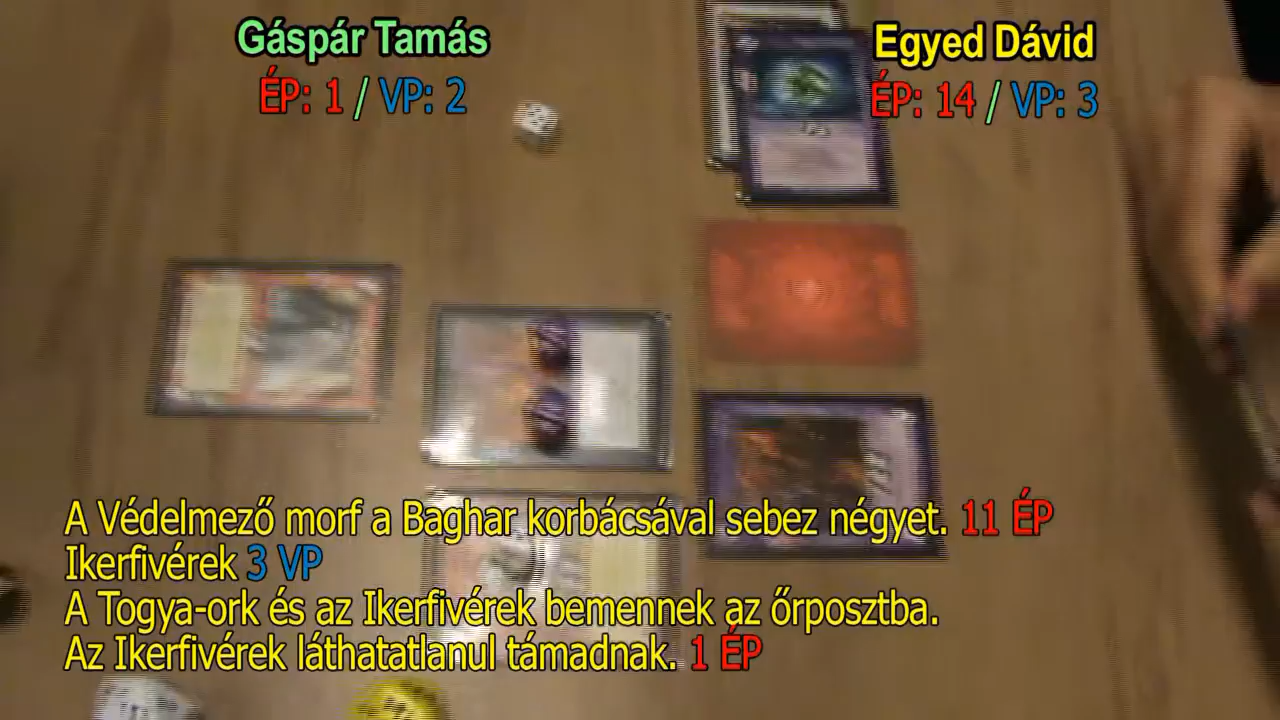 Gáspár Tamás
ÉP: 1 / VP: 2
Egyed Dávid
ÉP: 14 / VP: 3
A Védelmező morf a Baghar korbácsával sebez négyet. 11 ÉP
Ikerfivérek 3 VP
A Togya-ork és az Ikerfivérek bemennek az őrposztba.
Az Ikerfivérek láthatatlanul támadnak. 1 ÉP